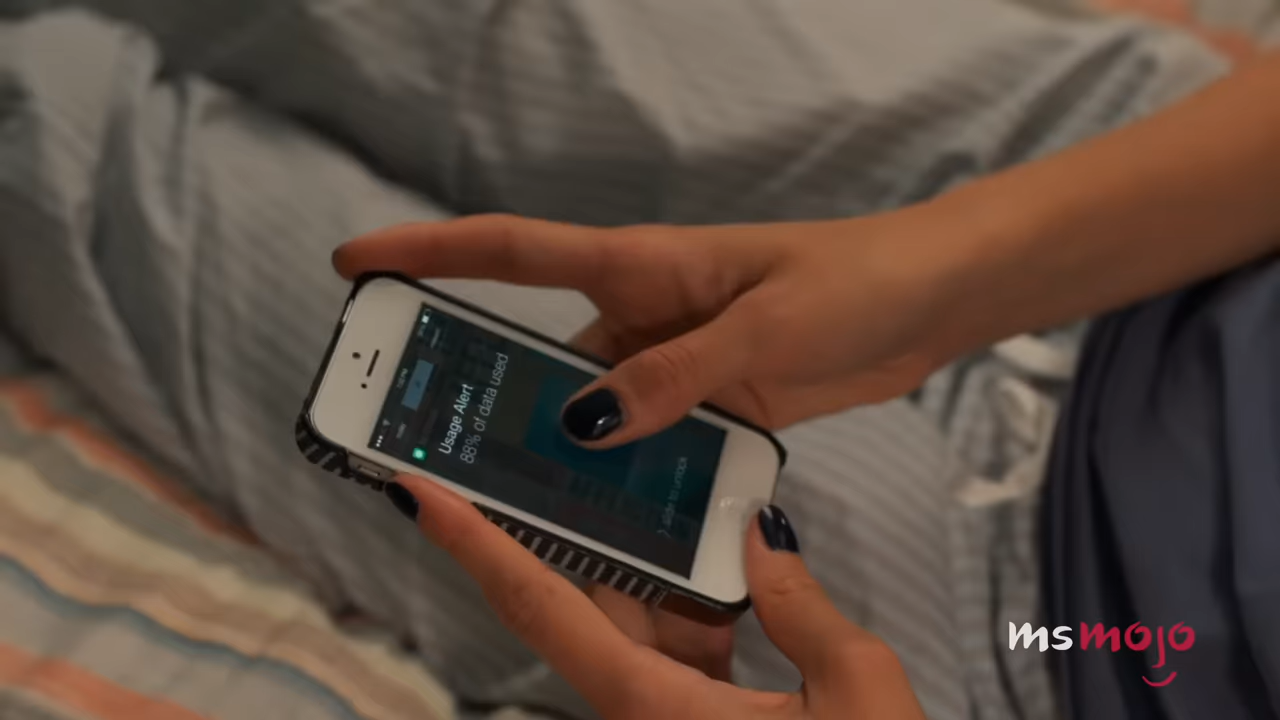 Usage Alert
88% of data used
> slide to unlock
msmojo